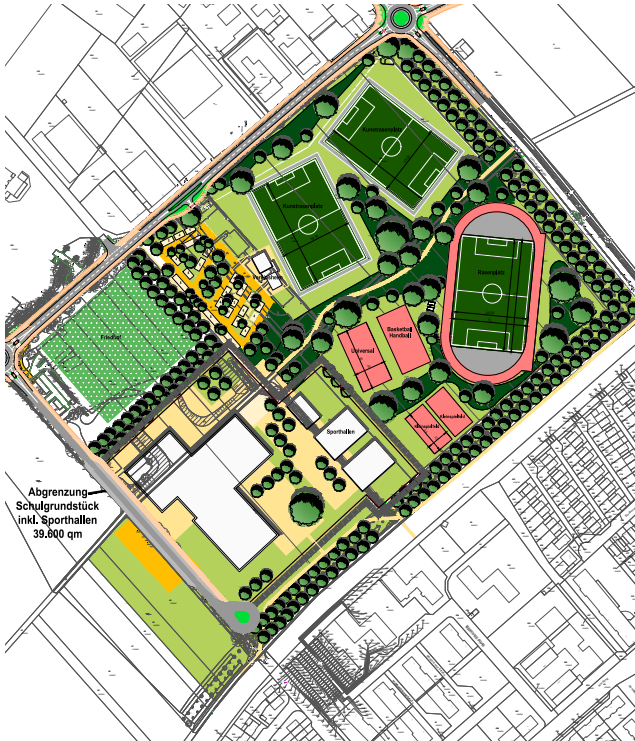 Kunstrasenplatz
Kunstrasenplatz
Rasenplatz
Friedhof
Basketball
Handball
Universal
Sporthallen
Abgrenzung
Schulgrundstück
inkl. Sporthallen
39.600 qm